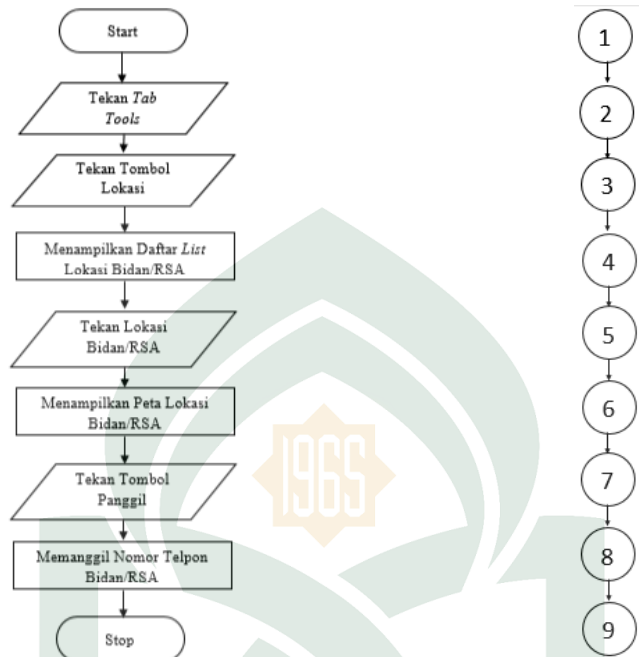 Start
Tekan Tab
Tools
Tekan Tombol
Lokasi
Menampilkan Daftar List
Lokasi Bidan/RSA
Tekan Lokasi
Bidan/RSA
Menampilkan Peta Lokasi
Bidan/RSA
Tekan Tombol
Panggil
Memanggil Nomor Telpon
Bidan/RSA
Stop
1
2
3
4
5
6
7
8
9
1965